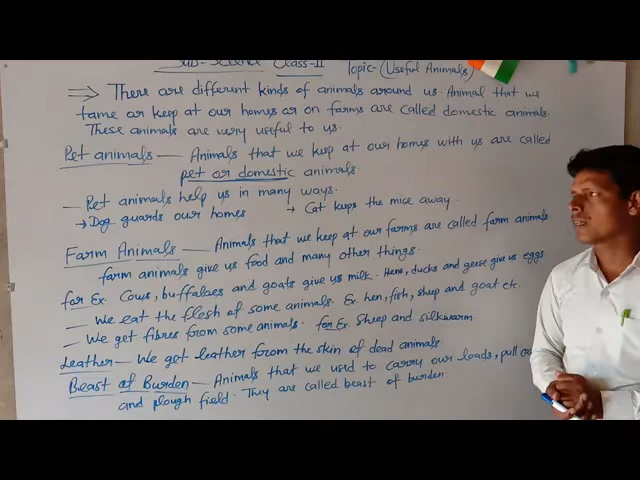 Sub- Science Class-II Topic- (Useful Animals)
⇒ There are different kinds of animals around us. Animal that we
tame or keep at our homes or on farms are called domestic animals.
These animals are very useful to us.
Pet animals — Animals that we keep at our homes with us are called
pet or domestic animals.
— Pet animals help us in many ways.
→ Dog guards our homes → Cat keeps the mice away.
Farm Animals — Animals that we keep at our farms are called farm animals
farm animals give us food and many other things.
for Ex. Cows, buffaloes and goats give us milk. Hens, ducks and geese give us eggs
— We eat the flesh of some animals. Ex. hen, fish, sheep and goat etc.
— We get fibres from some animals. for Ex. Sheep and silkwarm.
Leather — We get leather from the skin of dead animals.
Beast of Burden — Animals that we used to carry our loads, pull
and plough field. They are called beast of burden